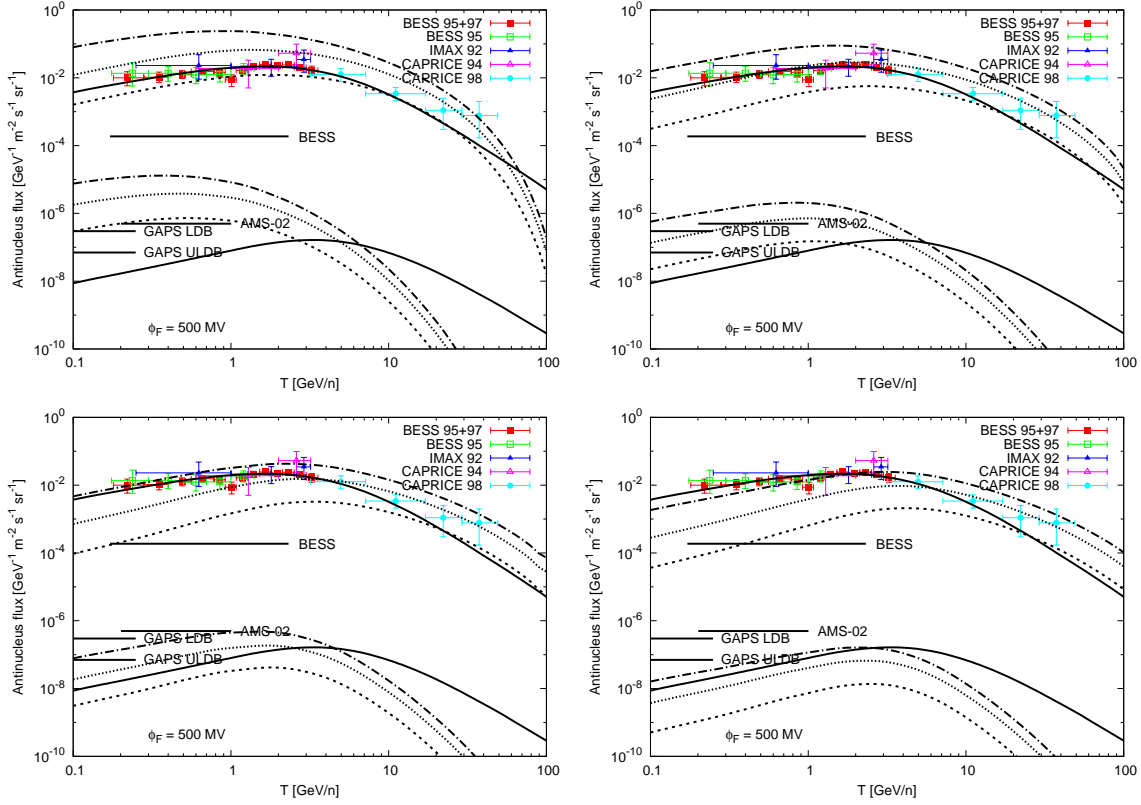 Antinucleus flux [GeV⁻¹ m⁻² s⁻¹ sr⁻¹]
10⁰
10⁻²
10⁻⁴
10⁻⁶
10⁻⁸
10⁻¹⁰
BESS 95+97
BESS 95
IMAX 92
CAPRICE 94
CAPRICE 98
BESS
AMS-02
GAPS LDB
GAPS ULDB
ϕF = 500 MV
0.1 1 10 100
T [GeV/n]
Antinucleus flux [GeV⁻¹ m⁻² s⁻¹ sr⁻¹]
10⁰
10⁻²
10⁻⁴
10⁻⁶
10⁻⁸
10⁻¹⁰
BESS 95+97
BESS 95
IMAX 92
CAPRICE 94
CAPRICE 98
BESS
AMS-02
GAPS LDB
GAPS ULDB
ϕF = 500 MV
0.1 1 10 100
T [GeV/n]
Antinucleus flux [GeV⁻¹ m⁻² s⁻¹ sr⁻¹]
10⁰
10⁻²
10⁻⁴
10⁻⁶
10⁻⁸
10⁻¹⁰
BESS 95+97
BESS 95
IMAX 92
CAPRICE 94
CAPRICE 98
BESS
AMS-02
GAPS LDB
GAPS ULDB
ϕF = 500 MV
0.1 1 10 100
T [GeV/n]
Antinucleus flux [GeV⁻¹ m⁻² s⁻¹ sr⁻¹]
10⁰
10⁻²
10⁻⁴
10⁻⁶
10⁻⁸
10⁻¹⁰
BESS 95+97
BESS 95
IMAX 92
CAPRICE 94
CAPRICE 98
BESS
AMS-02
GAPS LDB
GAPS ULDB
ϕF = 500 MV
0.1 1 10 100
T [GeV/n]